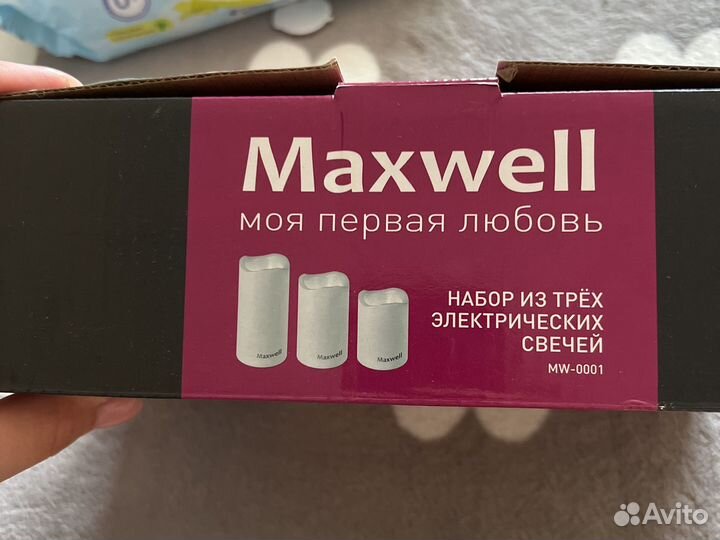 Maxwell
моя первая любовь
НАБОР ИЗ ТРЁХ
ЭЛЕКТРИЧЕСКИХ
СВЕЧЕЙ
MW-0001
Maxwell
Maxwell
Maxwell
Avito